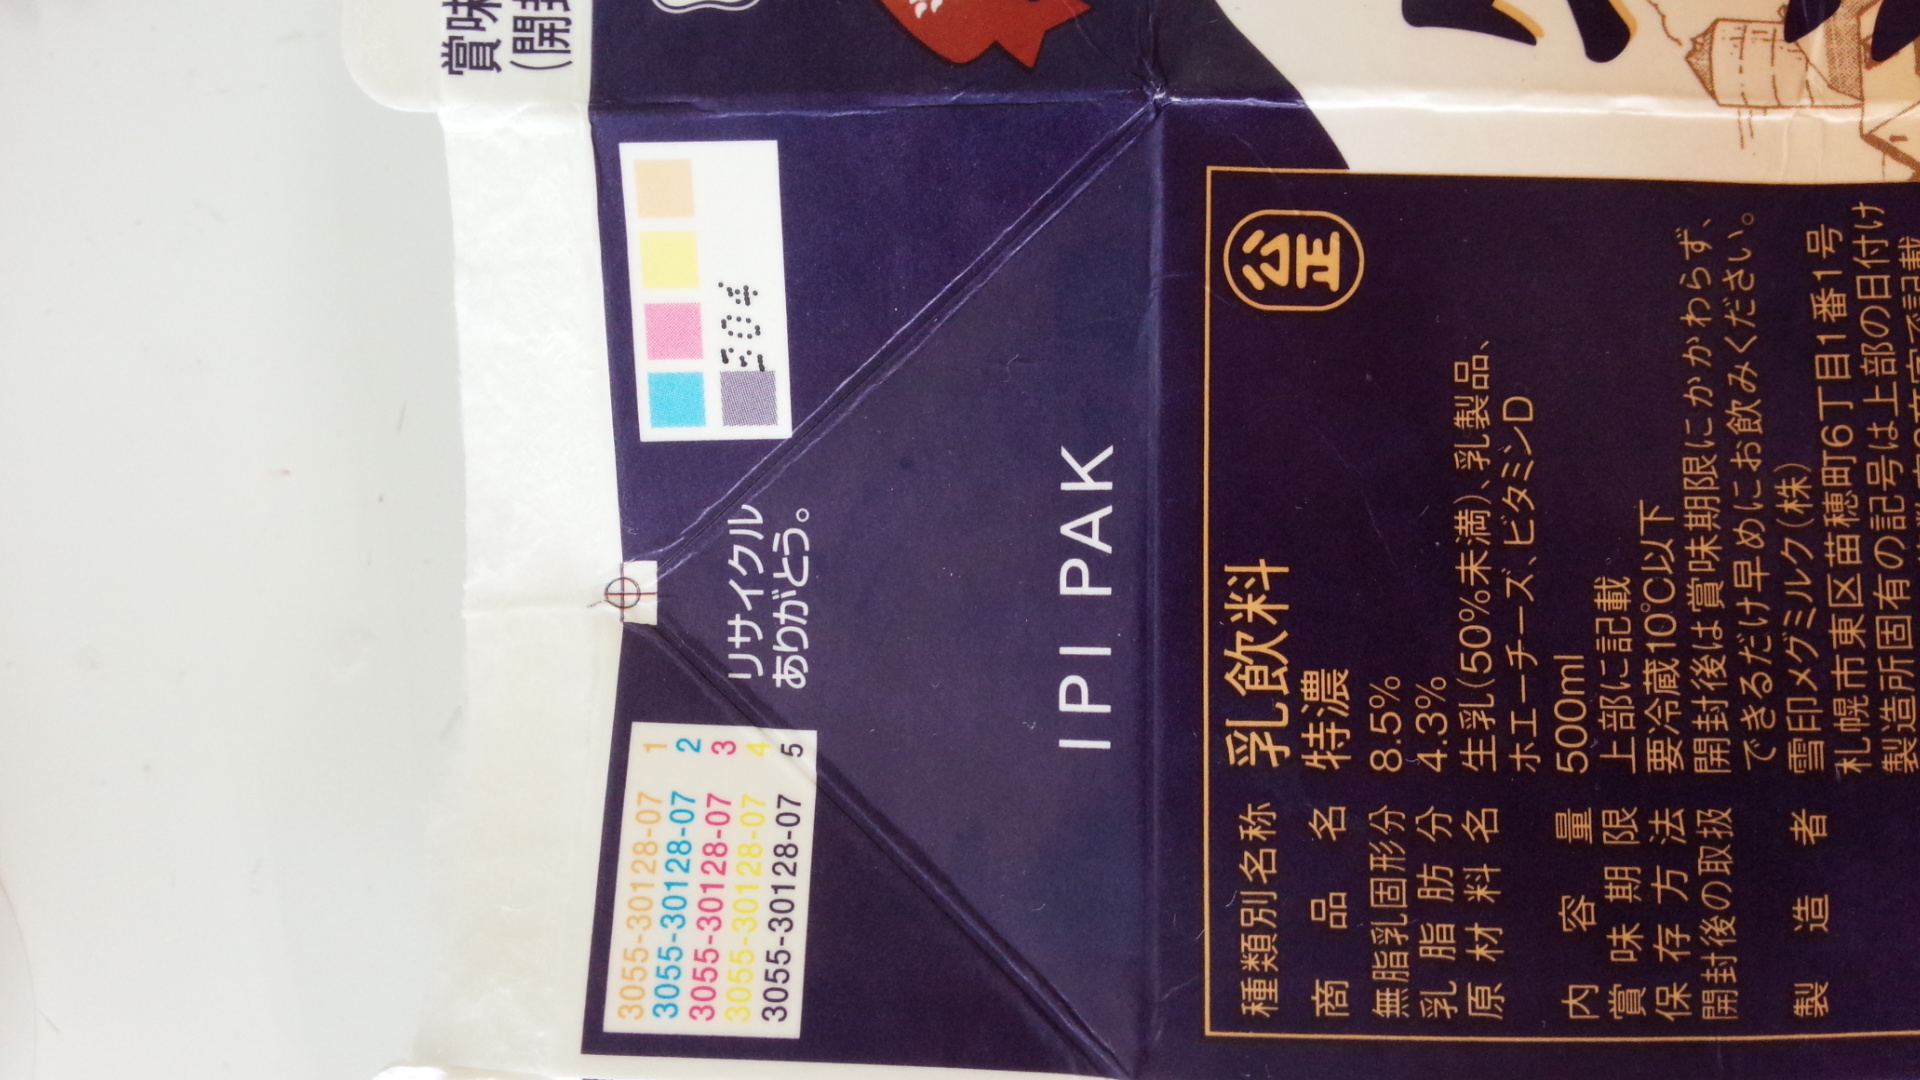 賞味
(開封
3055-30128-07 1
3055-30128-07 2
3055-30128-07 3
3055-30128-07 4
3055-30128-07 5
リサイクル
ありがとう。
IPI PAK
公正
種類別名称 乳飲料
商品名 特濃
無脂乳固形分 8.5%
乳脂肪分 4.3%
原材料名 生乳(50%未満)、乳製品、
ホエーチーズ、ビタミンD
内容量 500ml
賞味期限 上部に記載
保存方法 要冷蔵10℃以下
開封後の取扱 開封後は賞味期限にかかわらず、
できるだけ早めにお飲みください。
製造者 雪印メグミルク(株)
札幌市東区苗穂町6丁目1番1号
製造所固有の記号は上部の日付け